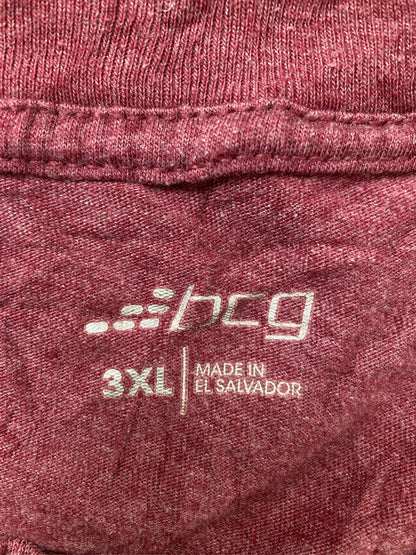 bcg
3XL
MADE IN
EL SALVADOR